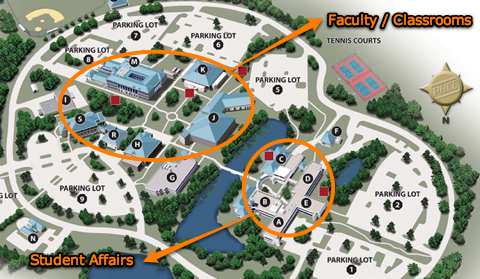 Faculty / Classrooms
PARKING LOT
7
PARKING LOT
6
TENNIS COURTS
PARKING LOT
8
M
K
PARKING LOT
5
PHCC
N
I
S
J
R
H
F
G
C
D
PARKING LOT
9
B
E
PARKING LOT
2
A
N
Student Affairs
PARKING LOT
1